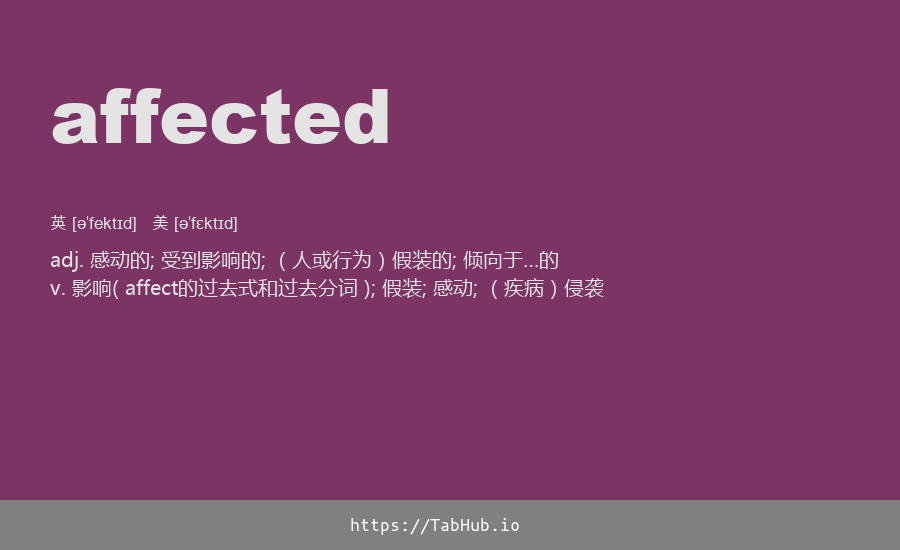 affected
英 [ə'fektɪd] 美 [ə'fɛktɪd]
adj. 感动的; 受到影响的; （人或行为）假装的; 倾向于…的
v. 影响( affect的过去式和过去分词 ); 假装; 感动; （疾病）侵袭
https://TabHub.io